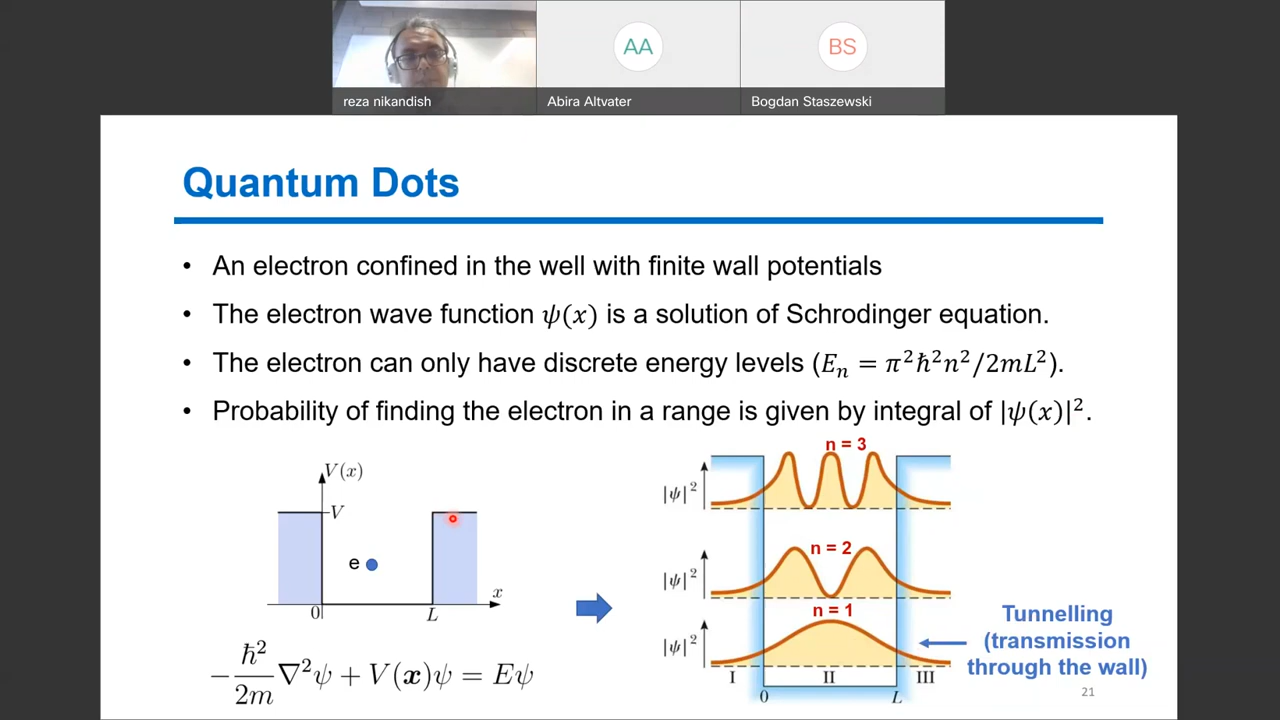 AA
BS
reza nikandish
Abira Altvater
Bogdan Staszewski
Quantum Dots
• An electron confined in the well with finite wall potentials
• The electron wave function ψ(x) is a solution of Schrodinger equation.
• The electron can only have discrete energy levels (Eₙ = π²ℏ²n²/2mL²).
• Probability of finding the electron in a range is given by integral of |ψ(x)|².
V(x)
V
e
x
0
L
−ℏ²/2m ∇²ψ + V(x)ψ = Eψ
n = 3
|ψ|²
n = 2
|ψ|²
n = 1
|ψ|²
I
II
III
0
L
Tunnelling
(transmission
through the wall)
21